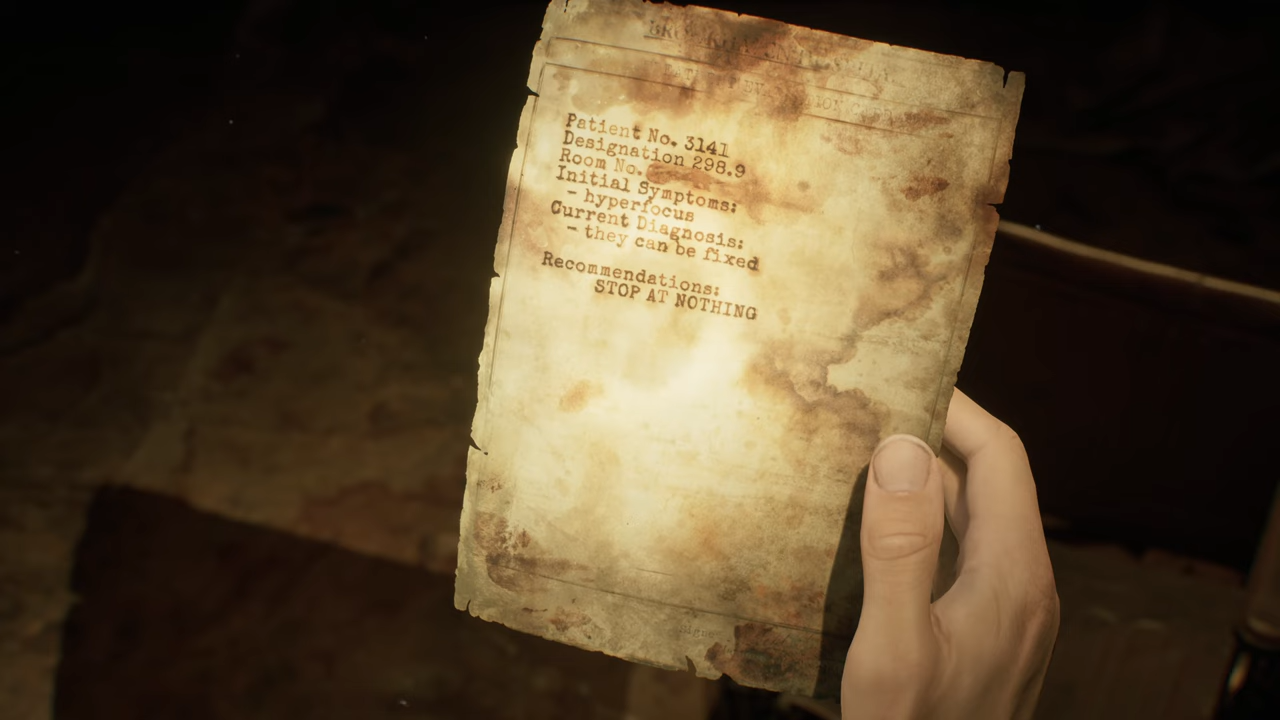 Patient No. 3141
Designation 298.9
Room No.
Initial Symptoms:
- hyperfocus
Current Diagnosis:
- they can be fixed
Recommendations:
STOP AT NOTHING